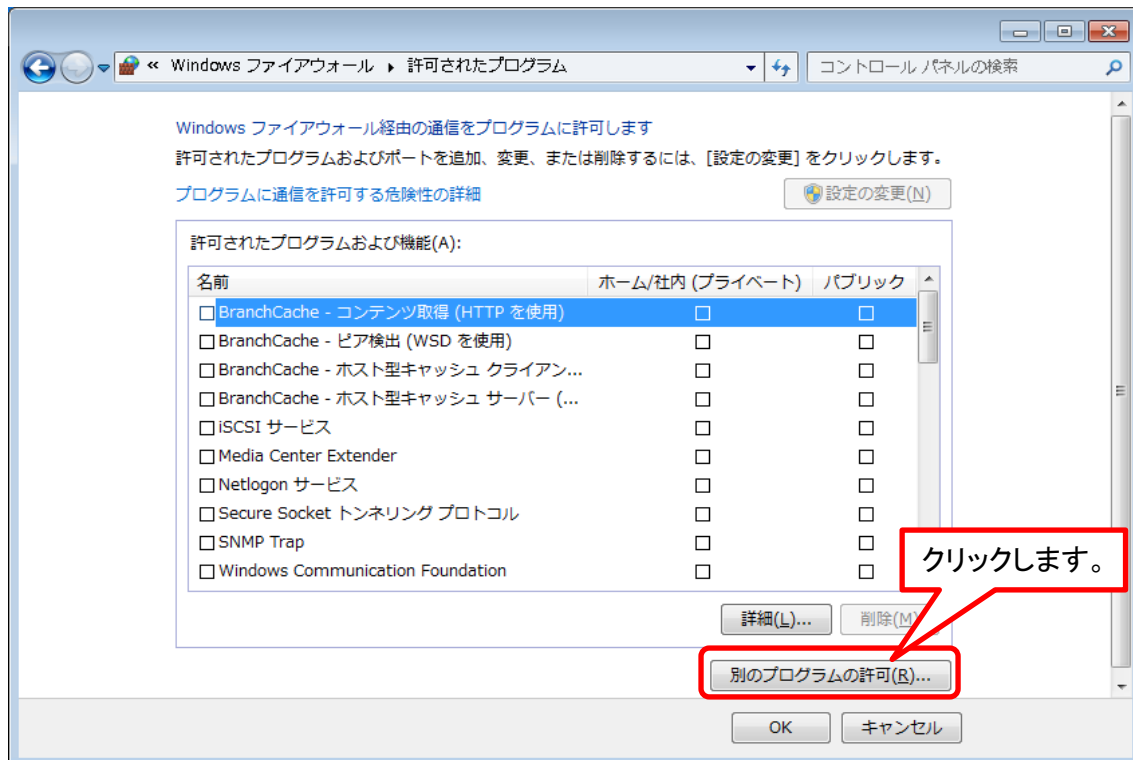 « Windows ファイアウォール ▸ 許可されたプログラム
コントロール パネルの検索
Windows ファイアウォール経由の通信をプログラムに許可します
許可されたプログラムおよびポートを追加、変更、または削除するには、[設定の変更] をクリックします。
プログラムに通信を許可する危険性の詳細
設定の変更(N)
許可されたプログラムおよび機能(A):
名前 ホーム/社内 (プライベート) パブリック
BranchCache - コンテンツ取得 (HTTP を使用)
BranchCache - ピア検出 (WSD を使用)
BranchCache - ホスト型キャッシュ クライアン...
BranchCache - ホスト型キャッシュ サーバー (...
iSCSI サービス
Media Center Extender
Netlogon サービス
Secure Socket トンネリング プロトコル
SNMP Trap
Windows Communication Foundation
クリックします。
詳細(L)... 削除(M)
別のプログラムの許可(R)...
OK キャンセル